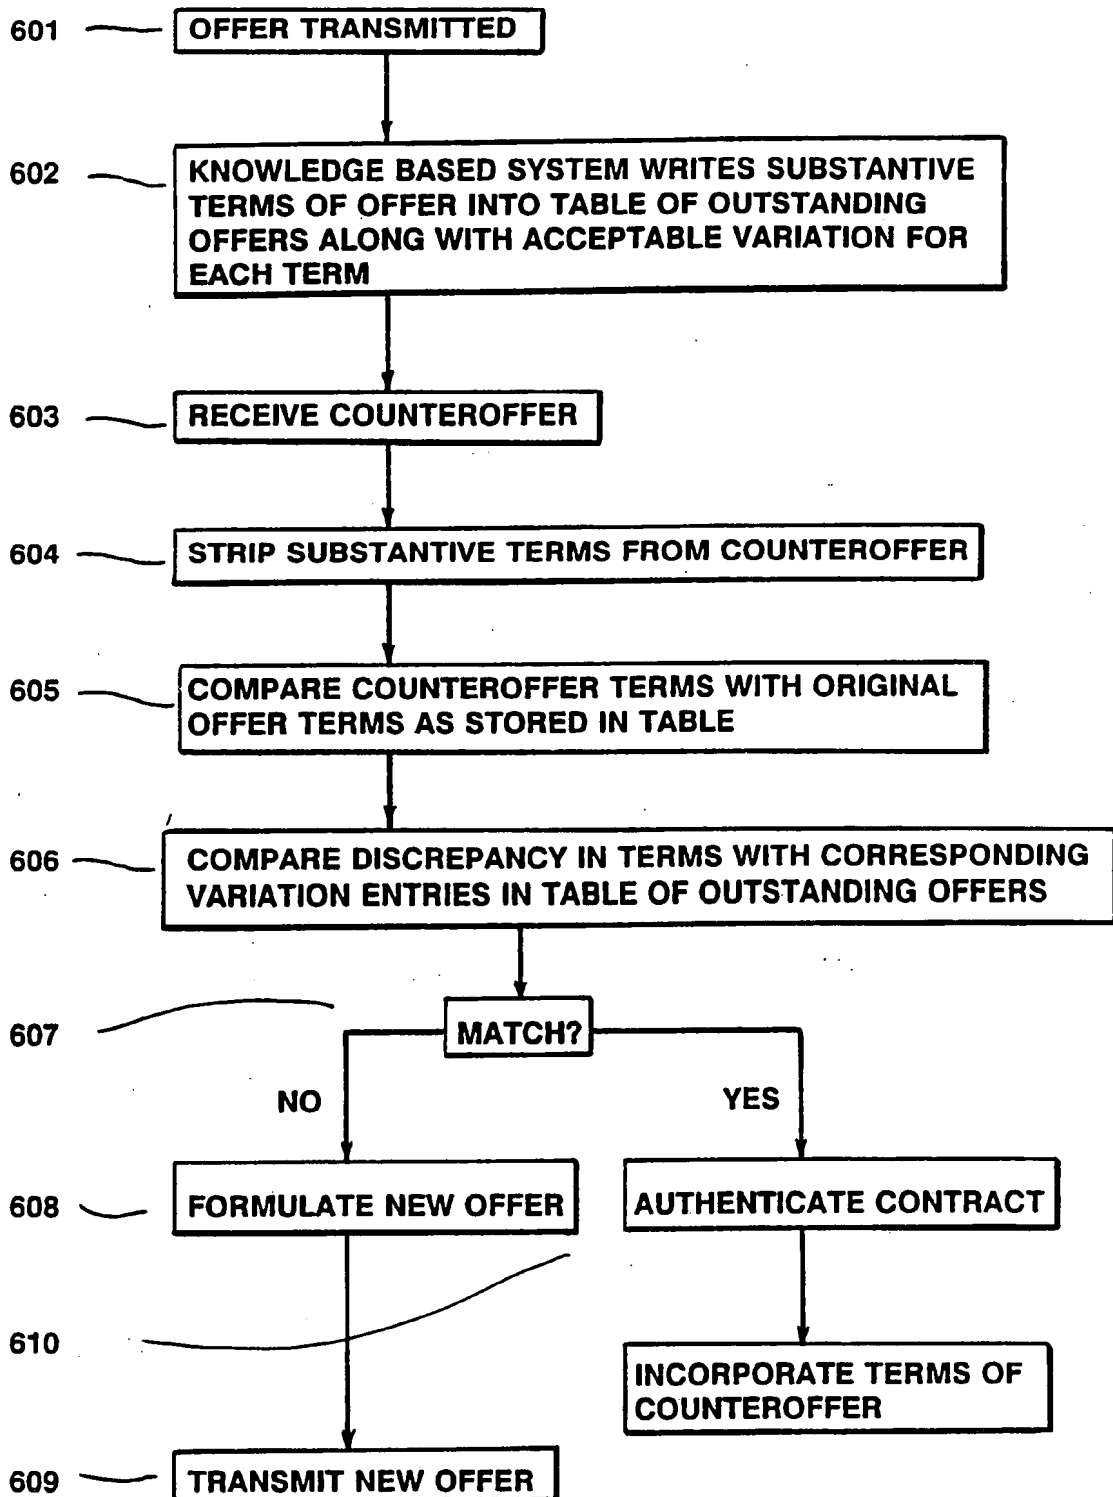 601 OFFER TRANSMITTED
602 KNOWLEDGE BASED SYSTEM WRITES SUBSTANTIVE
TERMS OF OFFER INTO TABLE OF OUTSTANDING
OFFERS ALONG WITH ACCEPTABLE VARIATION FOR
EACH TERM
603 RECEIVE COUNTEROFFER
604 STRIP SUBSTANTIVE TERMS FROM COUNTEROFFER
605 COMPARE COUNTEROFFER TERMS WITH ORIGINAL
OFFER TERMS AS STORED IN TABLE
606 COMPARE DISCREPANCY IN TERMS WITH CORRESPONDING
VARIATION ENTRIES IN TABLE OF OUTSTANDING OFFERS
607 MATCH?
NO YES
608 FORMULATE NEW OFFER AUTHENTICATE CONTRACT
610
INCORPORATE TERMS OF
COUNTEROFFER
609 TRANSMIT NEW OFFER